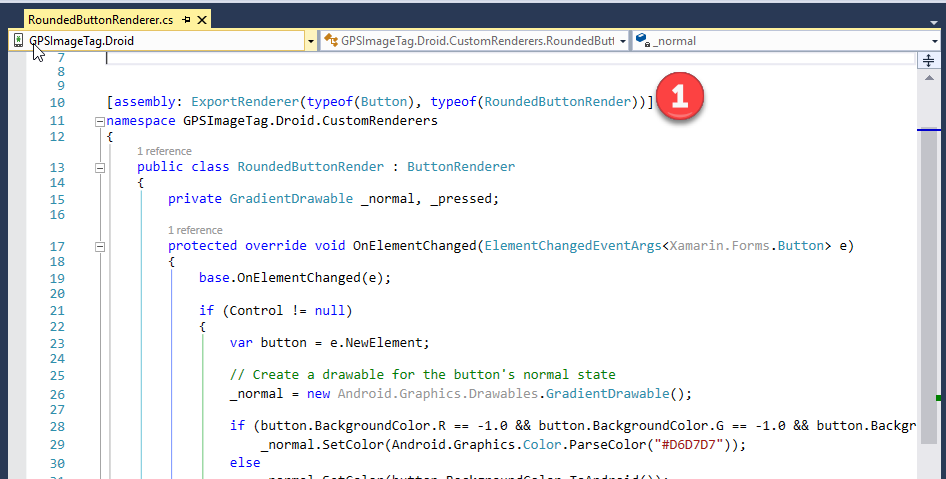 RoundedButtonRenderer.cs
GPSImageTag.Droid GPSImageTag.Droid.CustomRenderers.RoundedButt _normal
7
8
9
10 [assembly: ExportRenderer(typeof(Button), typeof(RoundedButtonRender))] 1
11 namespace GPSImageTag.Droid.CustomRenderers
12 {
1 reference
13 public class RoundedButtonRender : ButtonRenderer
14 {
15 private GradientDrawable _normal, _pressed;
16
1 reference
17 protected override void OnElementChanged(ElementChangedEventArgs<Xamarin.Forms.Button> e)
18 {
19 base.OnElementChanged(e);
20
21 if (Control != null)
22 {
23 var button = e.NewElement;
24
25 // Create a drawable for the button's normal state
26 _normal = new Android.Graphics.Drawables.GradientDrawable();
27
28 if (button.BackgroundColor.R == -1.0 && button.BackgroundColor.G == -1.0 && button.Backgr
29 _normal.SetColor(Android.Graphics.Color.ParseColor("#D6D7D7"));
30 else
31 _normal.SetColor(button.BackgroundColor.ToAndroid());